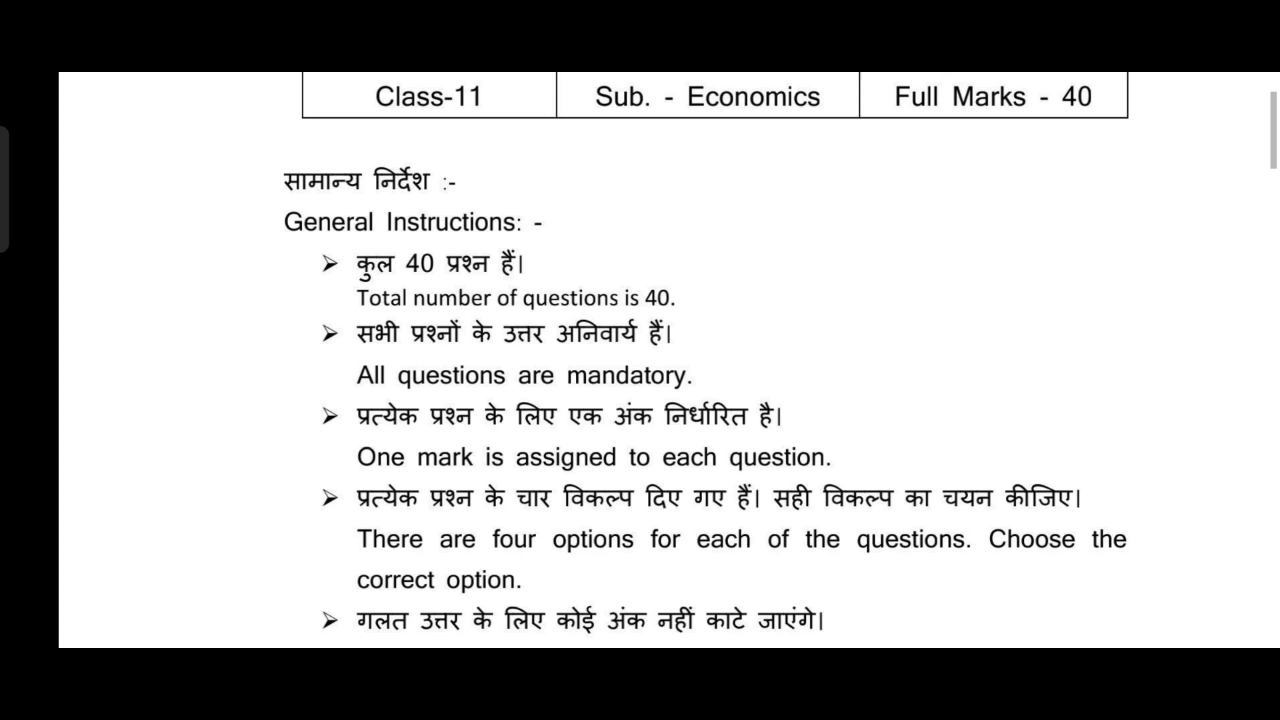 Class-11 Sub. - Economics Full Marks - 40
सामान्य निर्देश :-
General Instructions: -
➢ कुल 40 प्रश्न हैं।
Total number of questions is 40.
➢ सभी प्रश्नों के उत्तर अनिवार्य हैं।
All questions are mandatory.
➢ प्रत्येक प्रश्न के लिए एक अंक निर्धारित है।
One mark is assigned to each question.
➢ प्रत्येक प्रश्न के चार विकल्प दिए गए हैं। सही विकल्प का चयन कीजिए।
There are four options for each of the questions. Choose the
correct option.
➢ गलत उत्तर के लिए कोई अंक नहीं काटे जाएंगे।